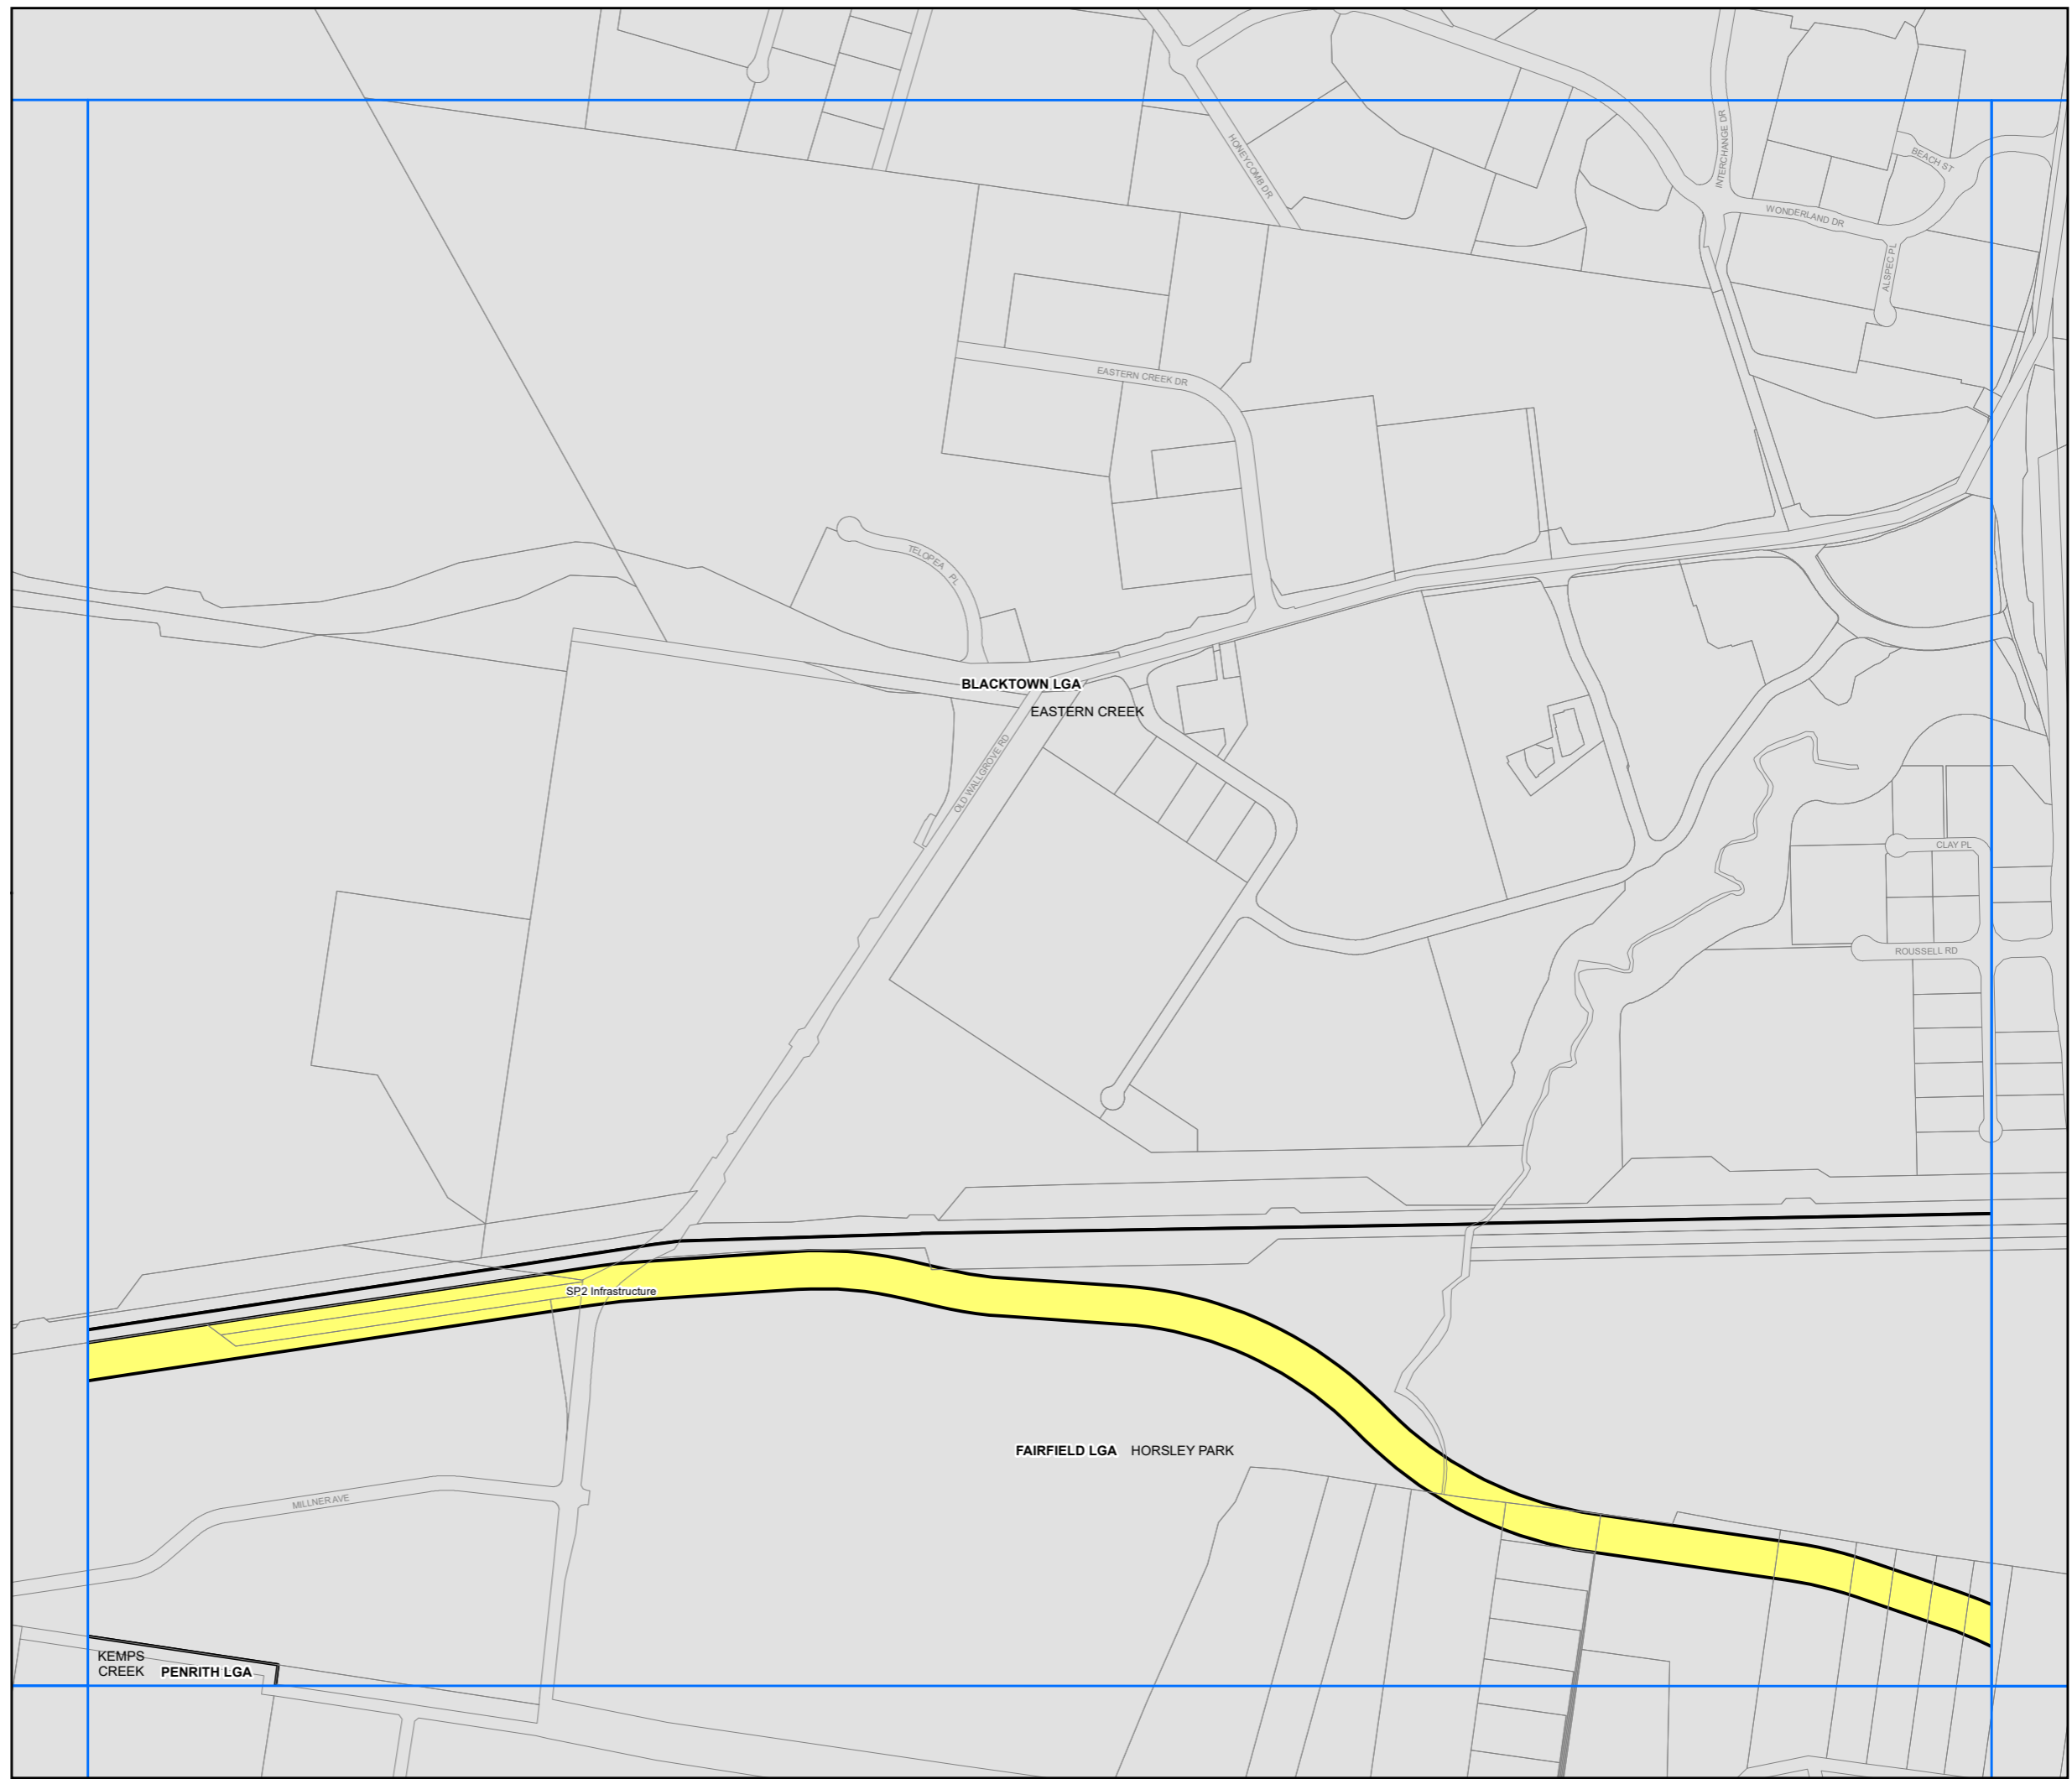 HONEYCOMB DR
INTERCHANGE DR
BEACH ST
WONDERLAND DR
ALSPEC PL
EASTERN CREEK DR
TELOPEA PL
BLACKTOWN LGA
EASTERN CREEK
OLD WALLGROVE RD
CLAY PL
ROUSSELL RD
SP2 Infrastructure
FAIRFIELD LGA HORSLEY PARK
MILLNER AVE
KEMPS
CREEK PENRITH LGA